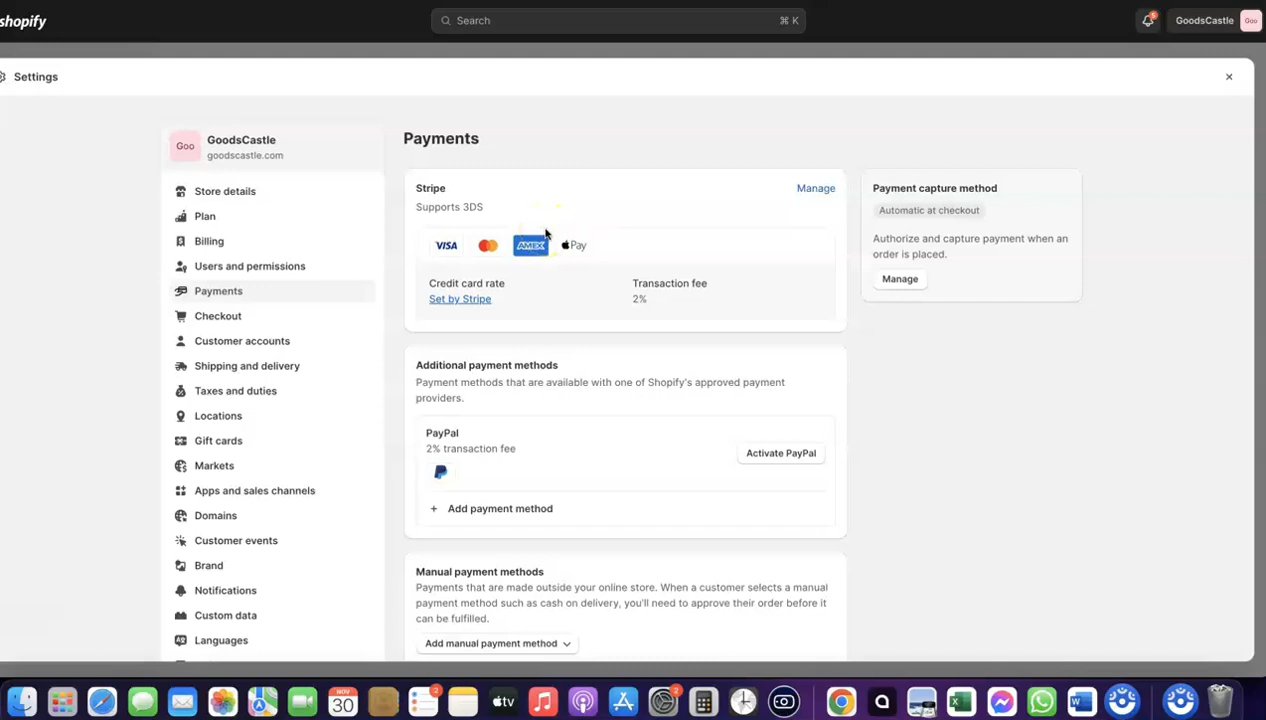 shopify
Search
⌘ K
5
GoodsCastle
Goo
Settings
Goo
GoodsCastle
goodscastle.com
Store details
Plan
Billing
Users and permissions
Payments
Checkout
Customer accounts
Shipping and delivery
Taxes and duties
Locations
Gift cards
Markets
Apps and sales channels
Domains
Customer events
Brand
Notifications
Custom data
Languages
Payments
Stripe
Manage
Supports 3DS
VISA
AMEX
Pay
Credit card rate
Transaction fee
Set by Stripe
2%
Payment capture method
Automatic at checkout
Authorize and capture payment when an
order is placed.
Manage
Additional payment methods
Payment methods that are available with one of Shopify's approved payment
providers.
PayPal
2% transaction fee
Activate PayPal
+ Add payment method
Manual payment methods
Payments that are made outside your online store. When a customer selects a manual
payment method such as cash on delivery, you'll need to approve their order before it
can be fulfilled.
Add manual payment method
NOV
30
2
tv
2